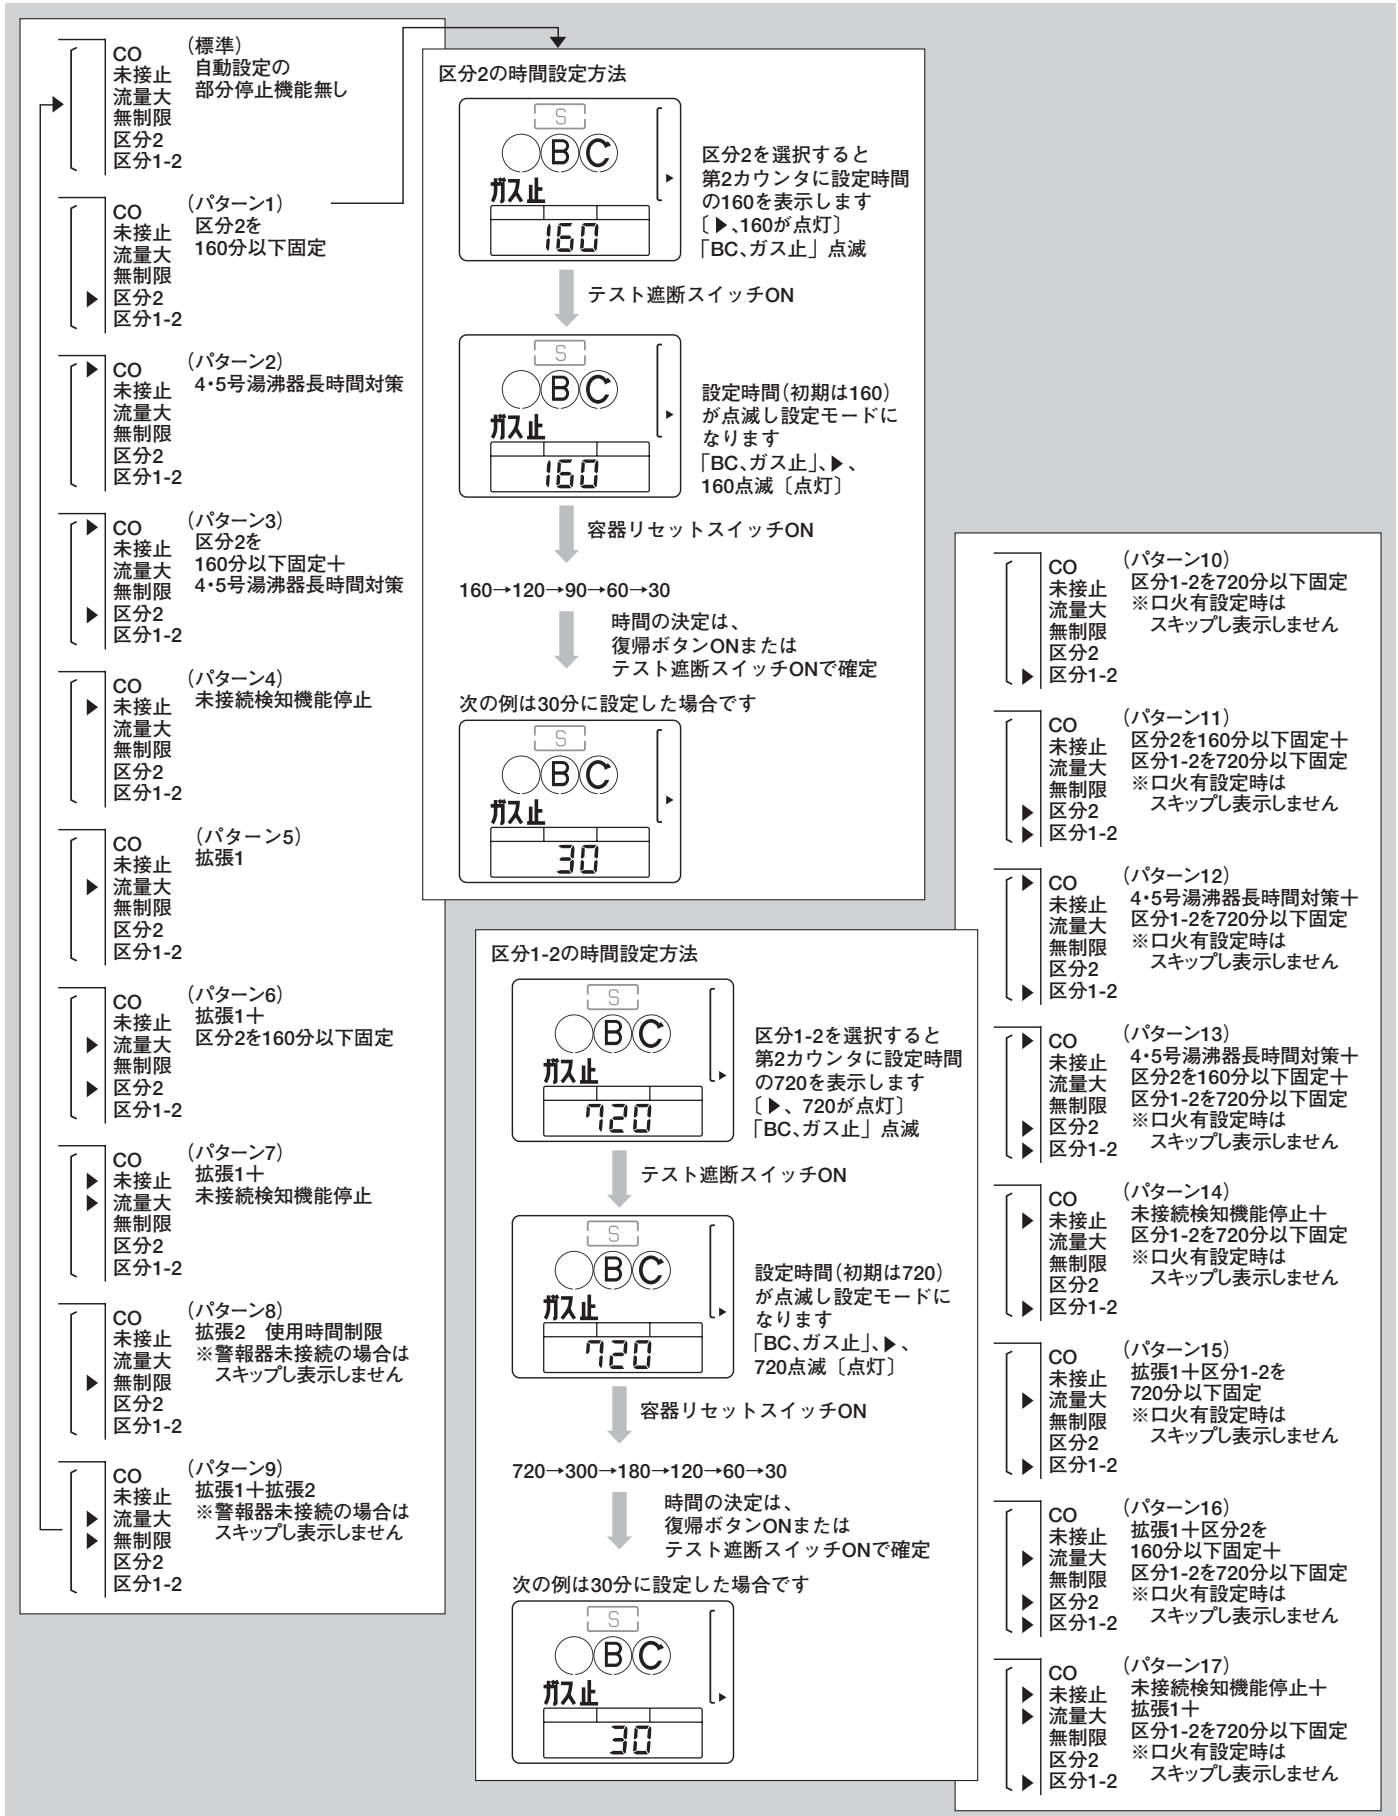 CO
未接止
流量大
無制限
区分2
区分1-2
(標準)
自動設定の
部分停止機能無し
CO
未接止
流量大
無制限
▶ 区分2
区分1-2
(パターン1)
区分2を
160分以下固定
▶ CO
未接止
流量大
無制限
区分2
区分1-2
(パターン2)
4・5号湯沸器長時間対策
▶ CO
未接止
流量大
無制限
▶ 区分2
区分1-2
(パターン3)
区分2を
160分以下固定＋
4・5号湯沸器長時間対策
CO
▶ 未接止
流量大
無制限
区分2
区分1-2
(パターン4)
未接続検知機能停止
CO
未接止
▶ 流量大
無制限
区分2
区分1-2
(パターン5)
拡張1
CO
未接止
▶ 流量大
無制限
▶ 区分2
区分1-2
(パターン6)
拡張1＋
区分2を160分以下固定
CO
▶ 未接止
▶ 流量大
無制限
区分2
区分1-2
(パターン7)
拡張1＋
未接続検知機能停止
CO
未接止
流量大
▶ 無制限
区分2
区分1-2
(パターン8)
拡張2　使用時間制限
※警報器未接続の場合は
スキップし表示しません
CO
未接止
▶ 流量大
▶ 無制限
区分2
区分1-2
(パターン9)
拡張1＋拡張2
※警報器未接続の場合は
スキップし表示しません
区分2の時間設定方法
S
B C
ガス止
160
区分2を選択すると
第2カウンタに設定時間
の160を表示します
〔▶、160が点灯〕
「BC、ガス止」点滅
テスト遮断スイッチON
S
B C
ガス止
160
設定時間(初期は160)
が点滅し設定モードに
なります
「BC、ガス止」、▶、
160点滅〔点灯〕
容器リセットスイッチON
160→120→90→60→30
時間の決定は、
復帰ボタンONまたは
テスト遮断スイッチONで確定
次の例は30分に設定した場合です
S
B C
ガス止
30
区分1-2の時間設定方法
S
B C
ガス止
720
区分1-2を選択すると
第2カウンタに設定時間
の720を表示します
〔▶、720が点灯〕
「BC、ガス止」点滅
テスト遮断スイッチON
S
B C
ガス止
720
設定時間(初期は720)
が点滅し設定モードに
なります
「BC、ガス止」、▶、
720点滅〔点灯〕
容器リセットスイッチON
720→300→180→120→60→30
時間の決定は、
復帰ボタンONまたは
テスト遮断スイッチONで確定
次の例は30分に設定した場合です
S
B C
ガス止
30
CO
未接止
流量大
無制限
区分2
▶ 区分1-2
(パターン10)
区分1-2を720分以下固定
※口火有設定時は
スキップし表示しません
CO
未接止
流量大
無制限
▶ 区分2
▶ 区分1-2
(パターン11)
区分2を160分以下固定＋
区分1-2を720分以下固定
※口火有設定時は
スキップし表示しません
▶ CO
未接止
流量大
無制限
区分2
▶ 区分1-2
(パターン12)
4・5号湯沸器長時間対策＋
区分1-2を720分以下固定
※口火有設定時は
スキップし表示しません
▶ CO
未接止
流量大
無制限
▶ 区分2
▶ 区分1-2
(パターン13)
4・5号湯沸器長時間対策＋
区分2を160分以下固定＋
区分1-2を720分以下固定
※口火有設定時は
スキップし表示しません
CO
▶ 未接止
流量大
無制限
区分2
▶ 区分1-2
(パターン14)
未接続検知機能停止＋
区分1-2を720分以下固定
※口火有設定時は
スキップし表示しません
CO
未接止
▶ 流量大
無制限
区分2
▶ 区分1-2
(パターン15)
拡張1＋区分1-2を
720分以下固定
※口火有設定時は
スキップし表示しません
CO
未接止
▶ 流量大
無制限
▶ 区分2
▶ 区分1-2
(パターン16)
拡張1＋区分2を
160分以下固定＋
区分1-2を720分以下固定
※口火有設定時は
スキップし表示しません
CO
▶ 未接止
▶ 流量大
無制限
区分2
▶ 区分1-2
(パターン17)
未接続検知機能停止＋
拡張1＋
区分1-2を720分以下固定
※口火有設定時は
スキップし表示しません